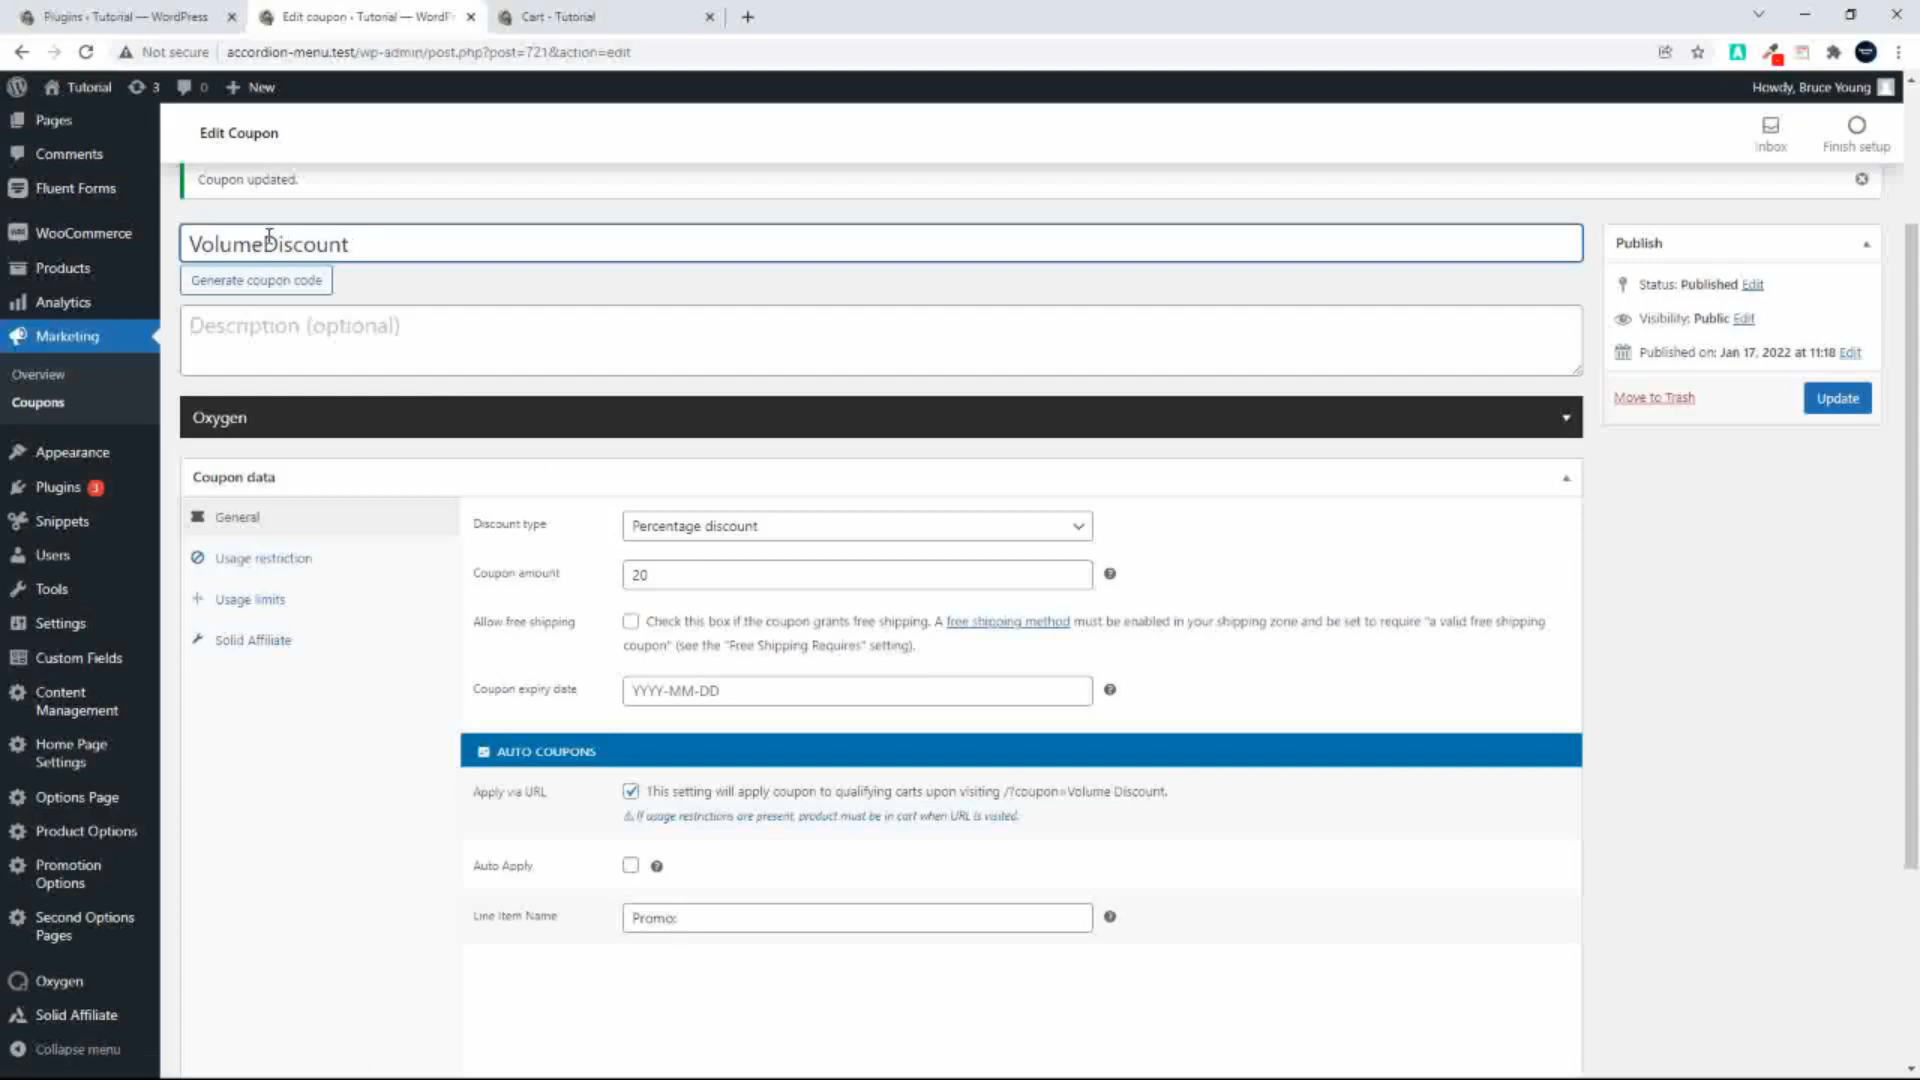 Plugins ‹ Tutorial — WordPress
Edit coupon ‹ Tutorial — WordPr
Cart - Tutorial
Not secure
accordion-menu.test/wp-admin/post.php?post=721&action=edit
Tutorial
3
0
New
Howdy, Bruce Young
Pages
Comments
Fluent Forms
WooCommerce
Products
Analytics
Marketing
Overview
Coupons
Appearance
Plugins 3
Snippets
Users
Tools
Settings
Custom Fields
Content
Management
Home Page
Settings
Options Page
Product Options
Promotion
Options
Second Options
Pages
Oxygen
Solid Affiliate
Collapse menu
Edit Coupon
Inbox
Finish setup
Coupon updated.
VolumeDiscount
Generate coupon code
Description (optional)
Publish
Status: Published Edit
Visibility: Public Edit
Published on: Jan 17, 2022 at 11:18 Edit
Move to Trash
Update
Oxygen
Coupon data
General
Usage restriction
Usage limits
Solid Affiliate
Discount type
Percentage discount
Coupon amount
20
Allow free shipping
Check this box if the coupon grants free shipping. A free shipping method must be enabled in your shipping zone and be set to require "a valid free shipping
coupon" (see the "Free Shipping Requires" setting).
Coupon expiry date
YYYY-MM-DD
AUTO COUPONS
Apply via URL
This setting will apply coupon to qualifying carts upon visiting /?coupon=Volume Discount.
If usage restrictions are present, product must be in cart when URL is visited.
Auto Apply
Line Item Name
Promo: